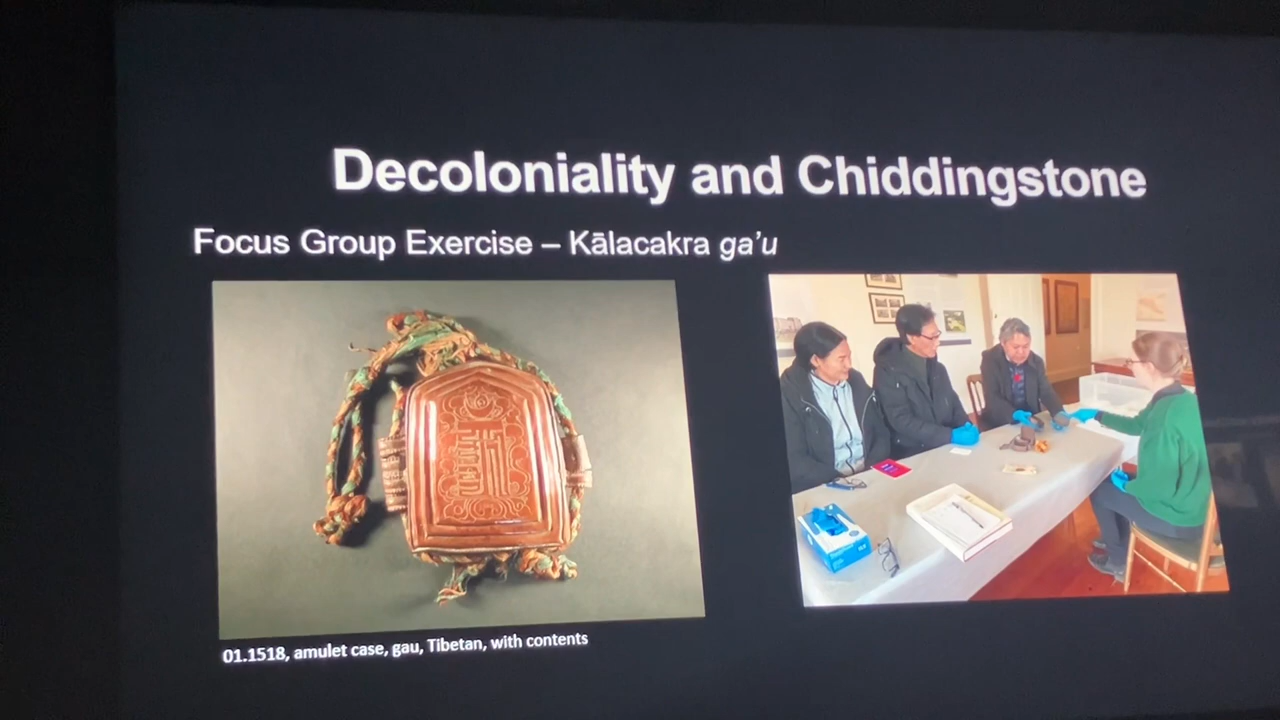 Decoloniality and Chiddingstone
Focus Group Exercise – Kālacakra ga’u
01.1518, amulet case, gau, Tibetan, with contents